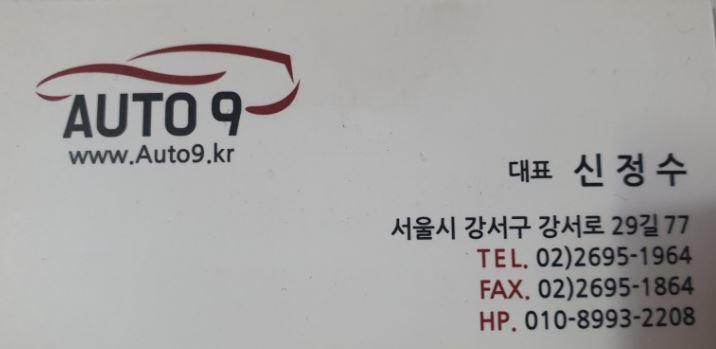 AUTO 9
www.Auto9.kr
대표 신정수
서울시 강서구 강서로 29길 77
TEL. 02)2695-1964
FAX. 02)2695-1864
HP. 010-8993-2208